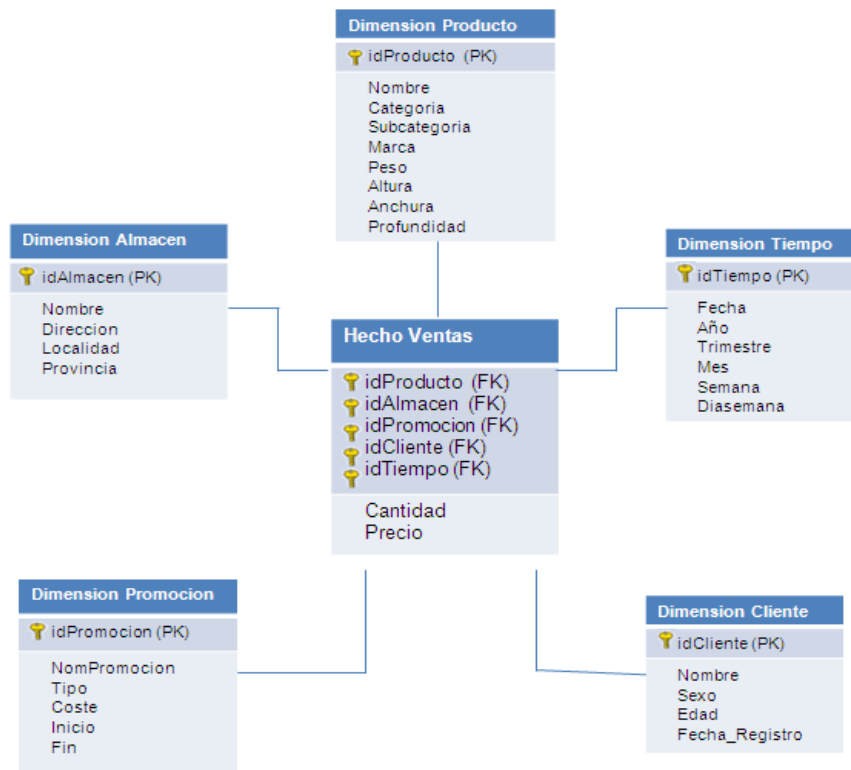 Dimension Producto
idProducto (PK)
Nombre
Categoria
Subcategoria
Marca
Peso
Altura
Anchura
Profundidad
Dimension Almacen
idAlmacen (PK)
Nombre
Direccion
Localidad
Provincia
Dimension Tiempo
idTiempo (PK)
Fecha
Año
Trimestre
Mes
Semana
Diasemana
Hecho Ventas
idProducto (FK)
idAlmacen (FK)
idPromocion (FK)
idCliente (FK)
idTiempo (FK)
Cantidad
Precio
Dimension Promocion
idPromocion (PK)
NomPromocion
Tipo
Coste
Inicio
Fin
Dimension Cliente
idCliente (PK)
Nombre
Sexo
Edad
Fecha_Registro